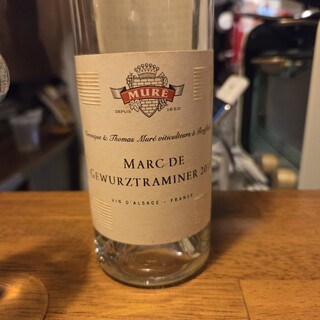 MURÉ
DEPUIS 1650
Véronique & Thomas Muré viticulteurs à Rouffach
MARC DE
GEWURZTRAMINER
VIN D'ALSACE - FRANCE